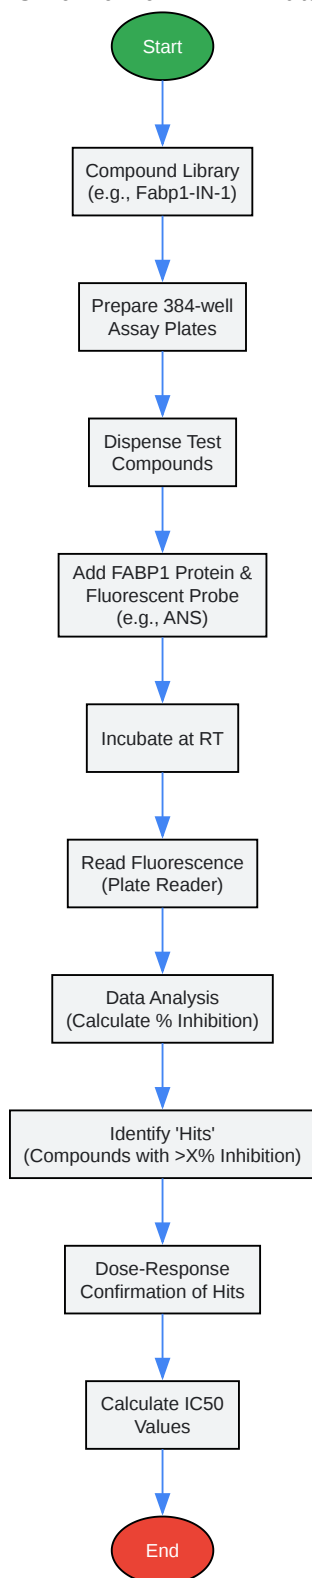 Start
Compound Library
(e.g., Fabp1-IN-1)
Prepare 384-well
Assay Plates
Dispense Test
Compounds
Add FABP1 Protein &
Fluorescent Probe
(e.g., ANS)
Incubate at RT
Read Fluorescence
(Plate Reader)
Data Analysis
(Calculate % Inhibition)
Identify 'Hits'
(Compounds with >X% Inhibition)
Dose-Response
Confirmation of Hits
Calculate IC50
Values
End